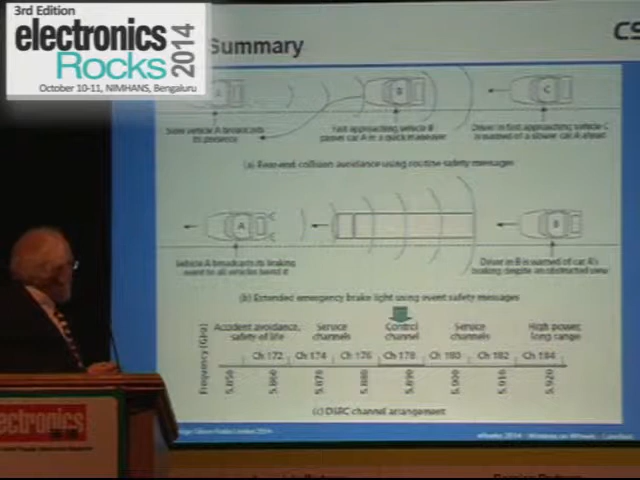 3rd Edition
electronics
Rocks 2014
October 10-11, NIMHANS, Bengaluru
Summary
CS
A
B
C
Slow vehicle A broadcasts
its presence
Fast approaching vehicle B
passes car A in a quick maneuver
Driver in fast approaching vehicle C
is warned of a slower car A ahead
(a) Rear-end collision avoidance using routine safety messages
A
B
Vehicle A broadcasts its braking
event to all vehicles behind it
Driver in B is warned of car A's
braking despite an obstructed view
(b) Extended emergency brake light using event safety messages
Accident avoidance,
safety of life
Service
channels
Control
channel
Service
channels
High power,
long range
Frequency (GHz)
Ch 172 Ch 174 Ch 176 Ch 178 Ch 180 Ch 182 Ch 184
5.850 5.860 5.870 5.880 5.890 5.900 5.910 5.920
(c) DSRC channel arrangement
lectronics